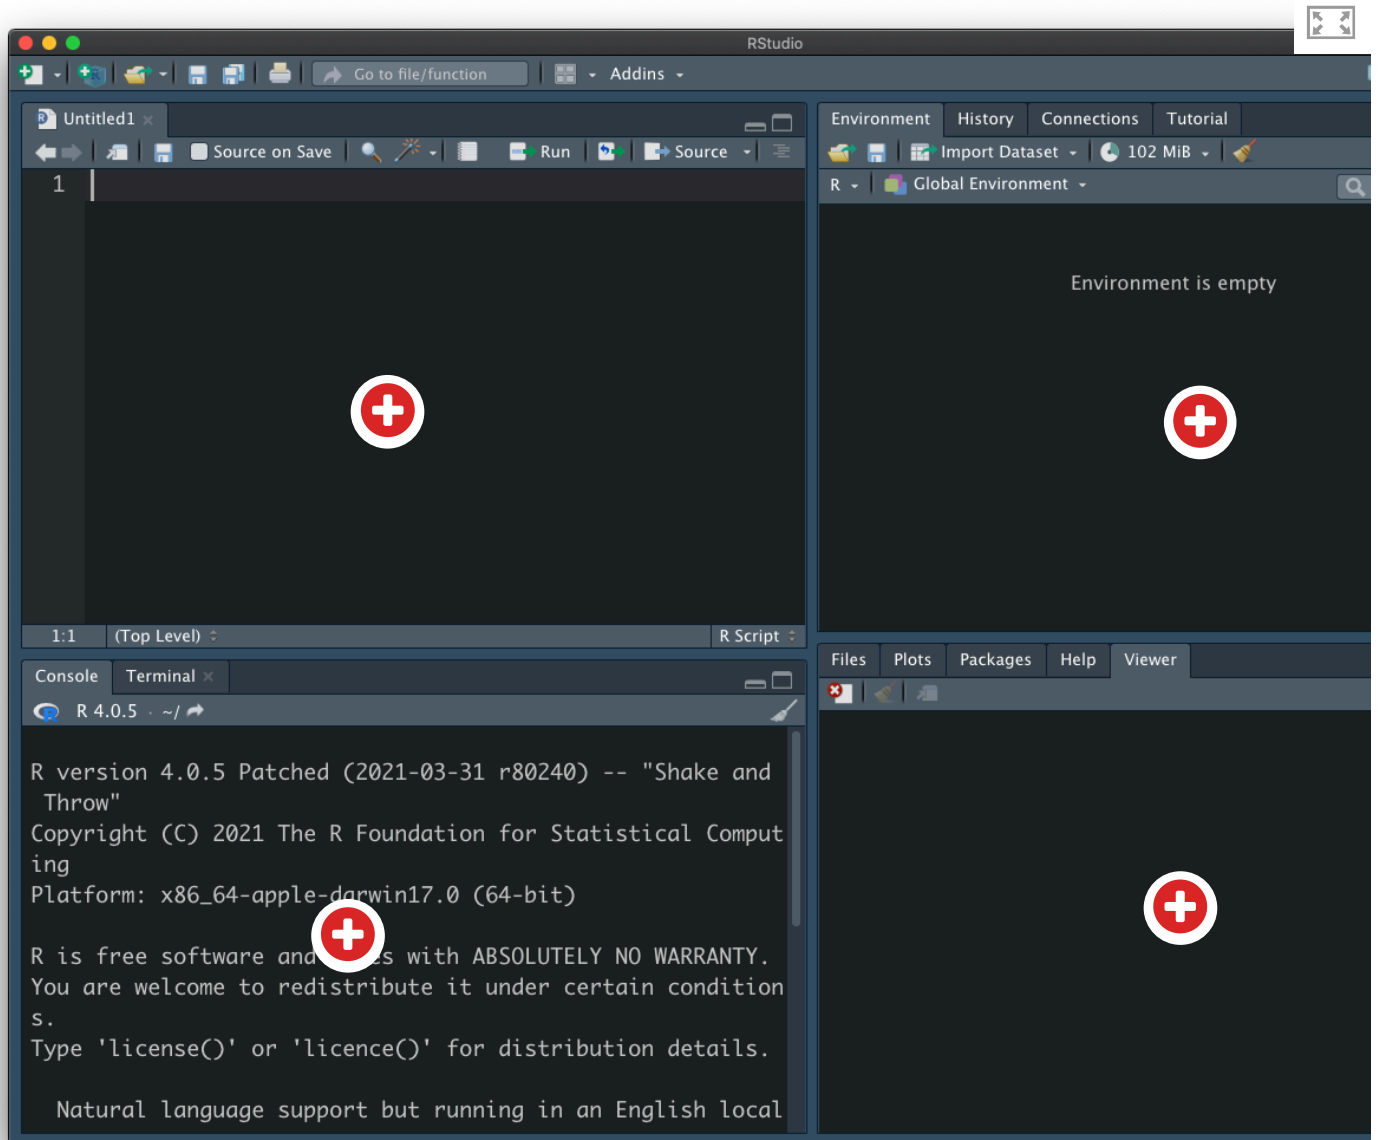 RStudio
Go to file/function
Addins
Untitled1
Source on Save
Run
Source
1
1:1
(Top Level)
R Script
Console
Terminal
R 4.0.5 · ~/
R version 4.0.5 Patched (2021-03-31 r80240) -- "Shake and
Throw"
Copyright (C) 2021 The R Foundation for Statistical Comput
ing
Platform: x86_64-apple-darwin17.0 (64-bit)
R is free software and with ABSOLUTELY NO WARRANTY.
You are welcome to redistribute it under certain condition
s.
Type 'license()' or 'licence()' for distribution details.
Natural language support but running in an English local
Environment
History
Connections
Tutorial
Import Dataset
102 MiB
R
Global Environment
Environment is empty
Files
Plots
Packages
Help
Viewer